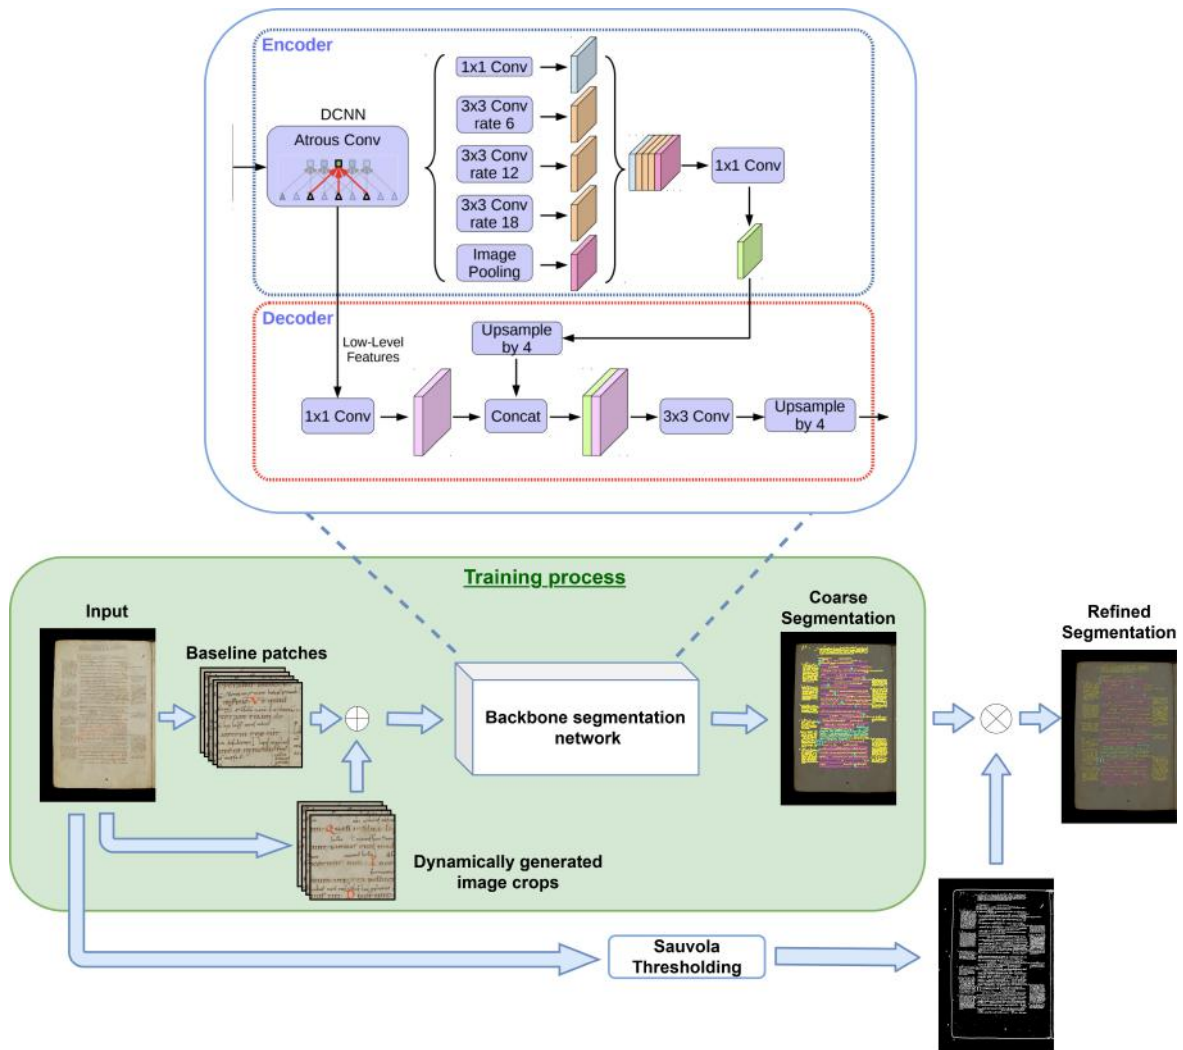 Encoder
DCNN
Atrous Conv
1x1 Conv
3x3 Conv
rate 6
3x3 Conv
rate 12
3x3 Conv
rate 18
Image
Pooling
1x1 Conv
Decoder
Low-Level
Features
Upsample
by 4
1x1 Conv
Concat
3x3 Conv
Upsample
by 4
Training process
Input
Baseline patches
Backbone segmentation
network
Coarse
Segmentation
Refined
Segmentation
Dynamically generated
image crops
Sauvola
Thresholding